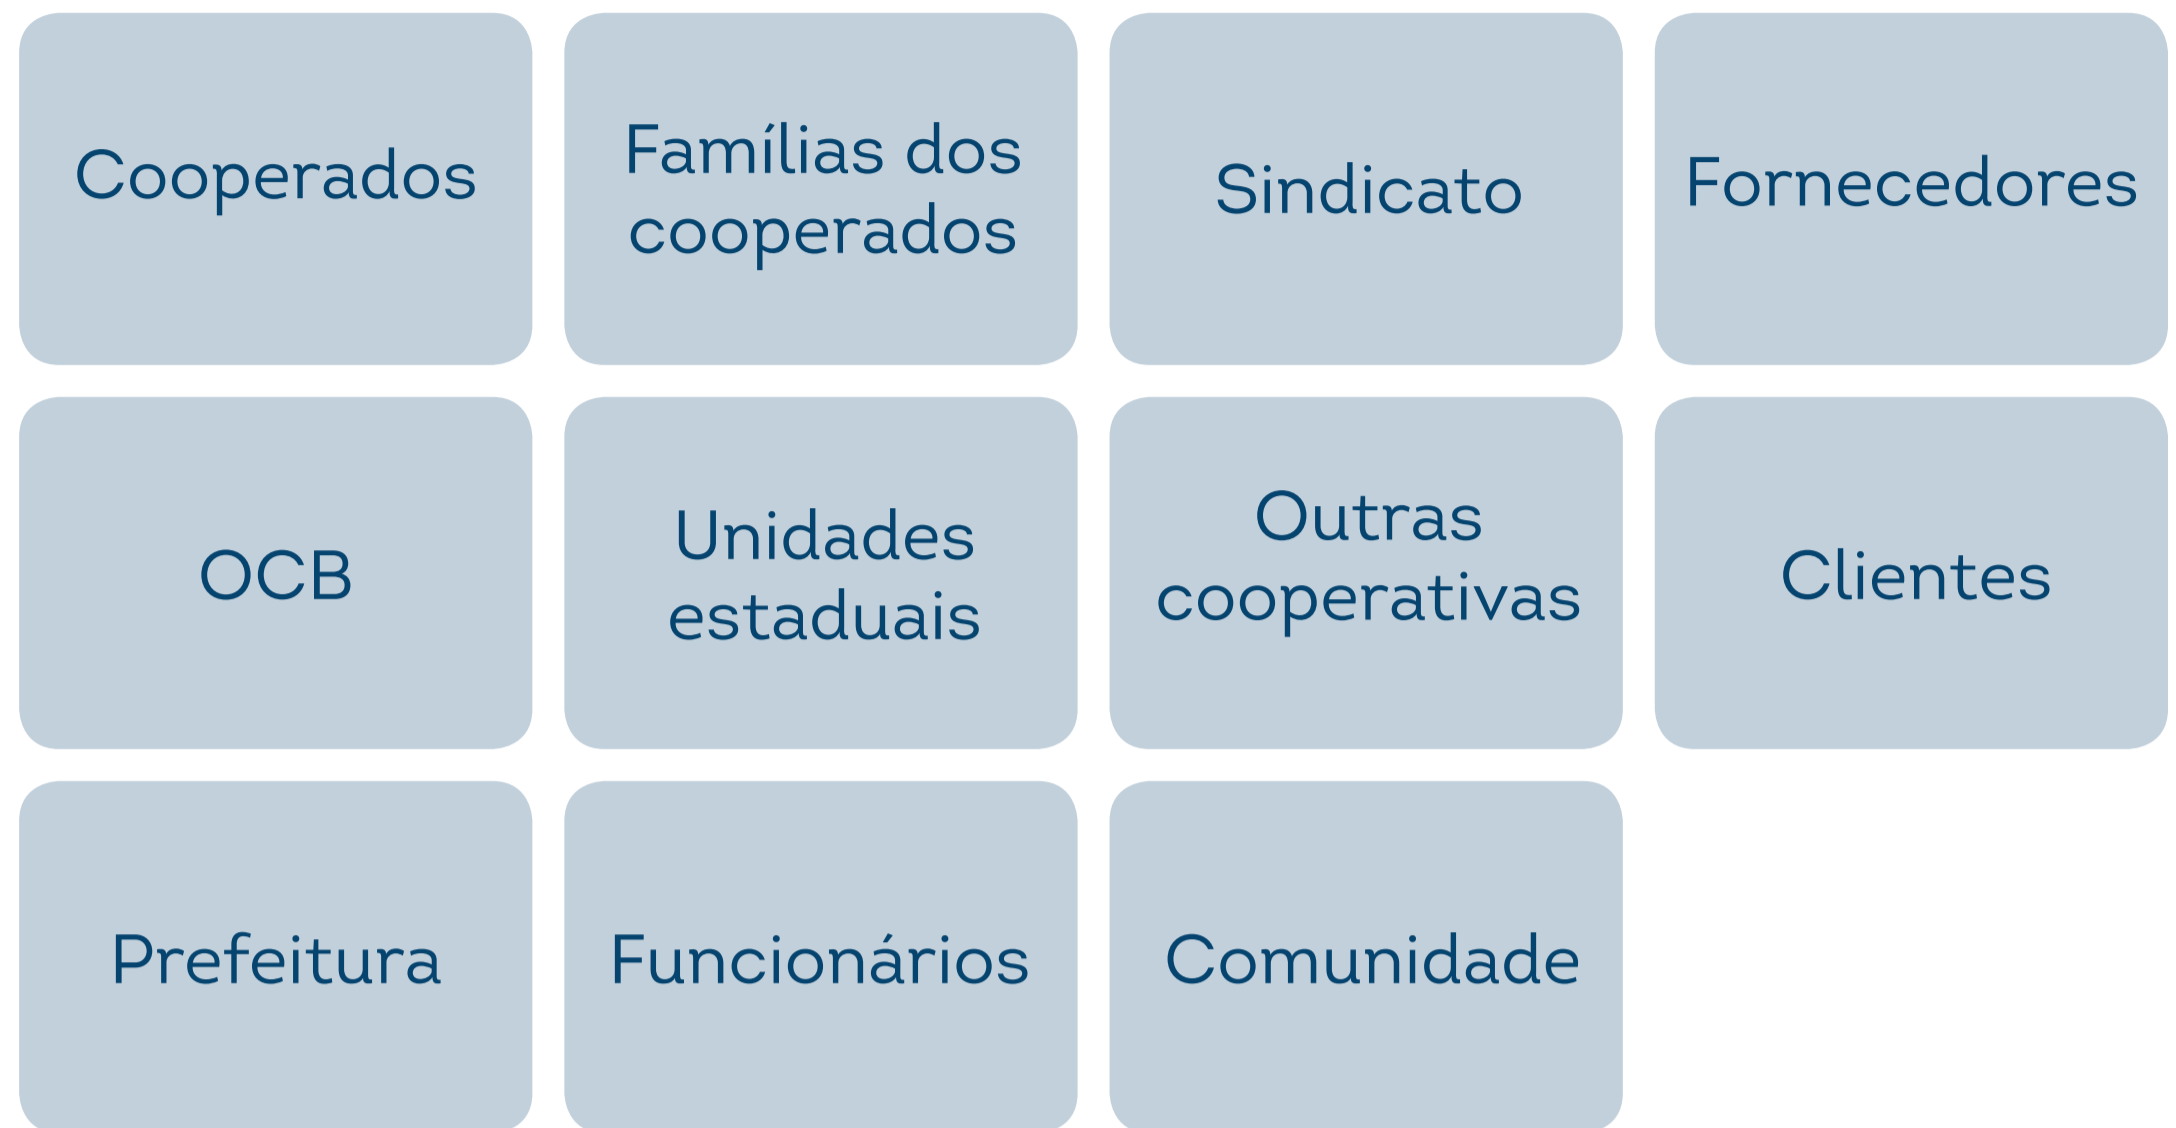 Cooperados
Famílias dos
cooperados
Sindicato
Fornecedores
OCB
Unidades
estaduais
Outras
cooperativas
Clientes
Prefeitura
Funcionários
Comunidade